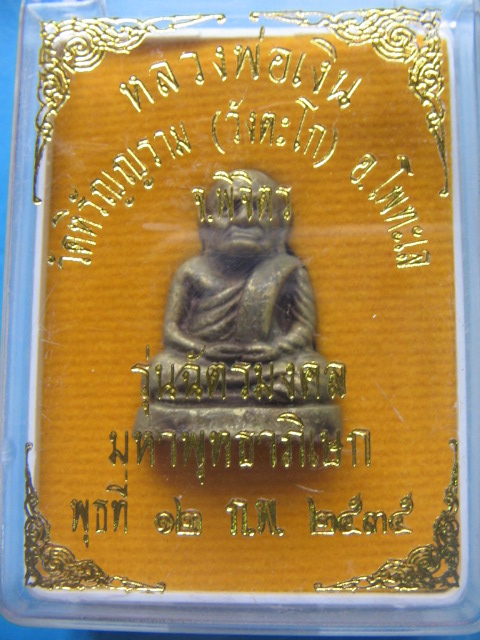 หลวงพ่อเงิน
วัดหิรัญญาราม (วังตะโก) อ.โพทะเล
จ.พิจิตร
รุ่นฉัตรมงคล
มหาพุทธาภิเษก
พุธที่ ๑๒ ก.พ. ๒๕๓๕